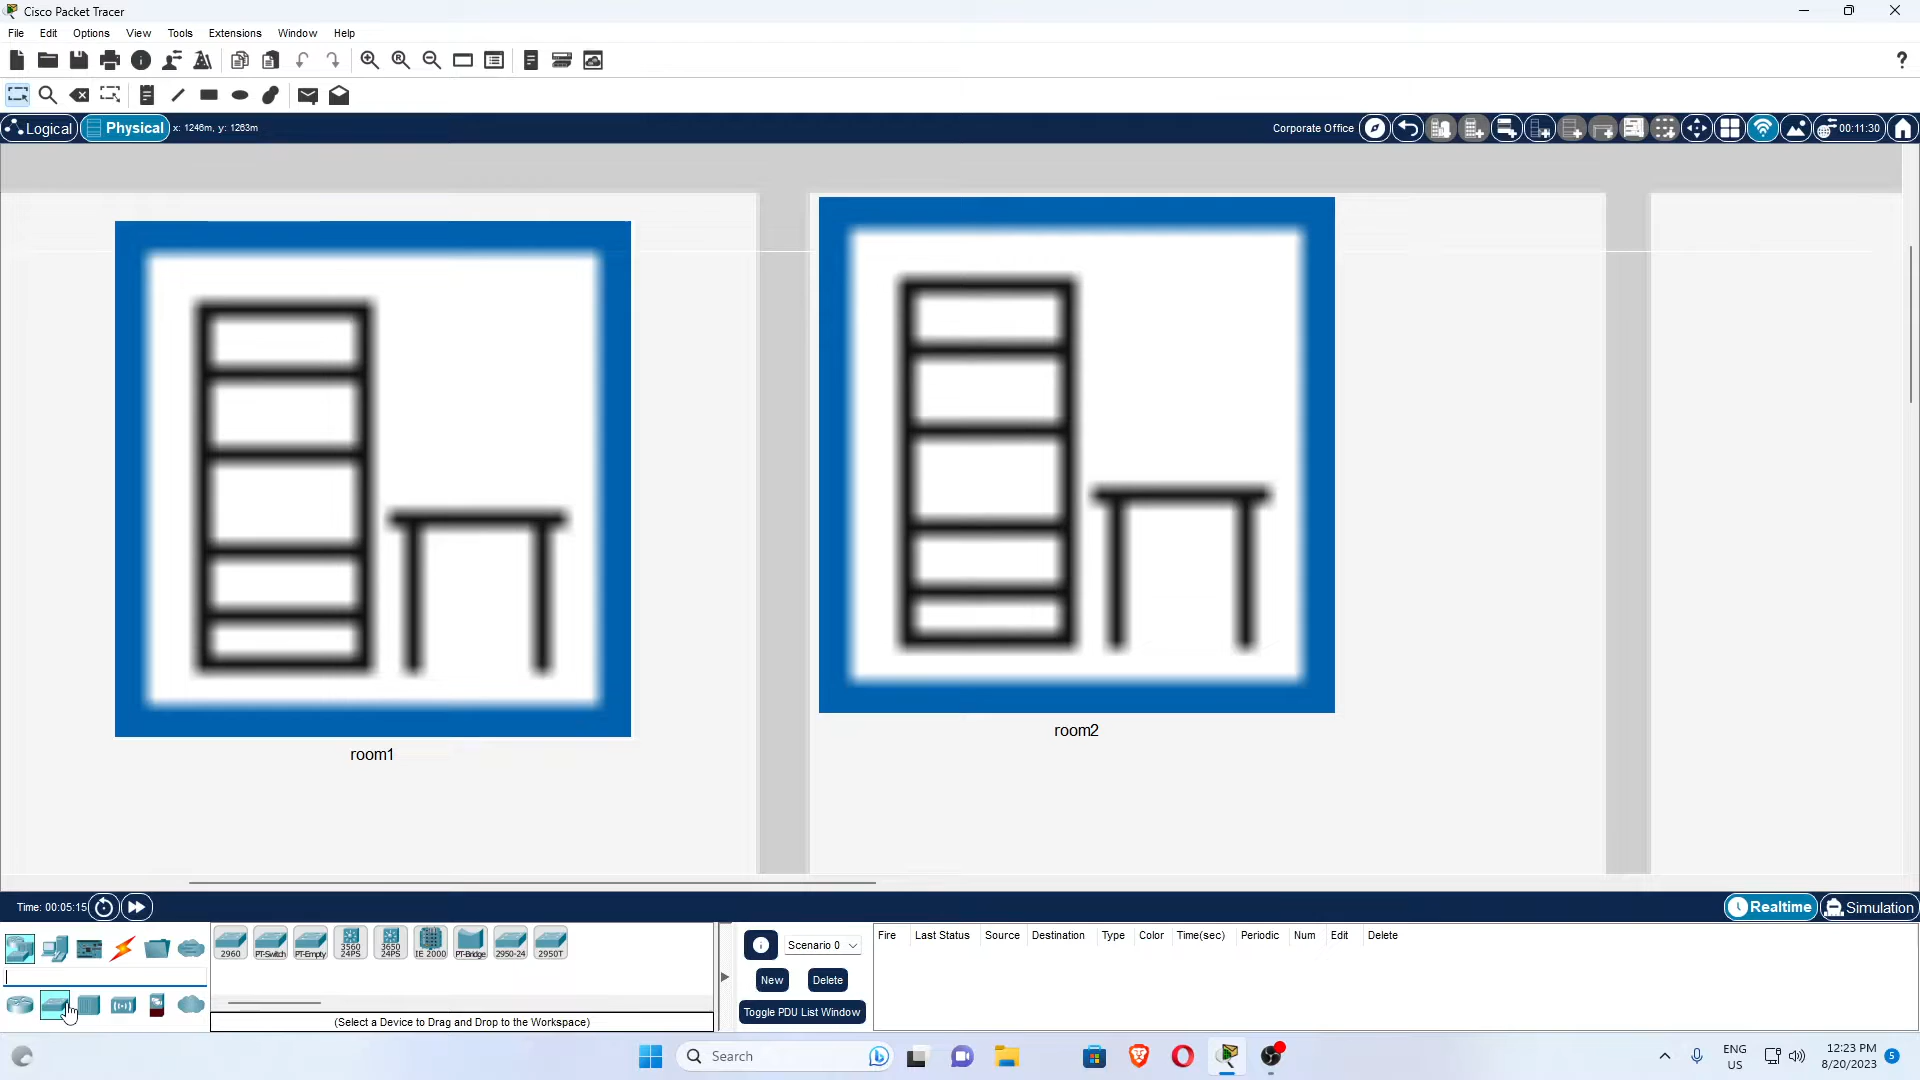 Cisco Packet Tracer
File Edit Options View Tools Extensions Window Help
Logical Physical x: 1246m, y: 1263m Corporate Office 00:11:30
room1
room2
Time: 00:05:15 Realtime Simulation
2960 PT-Switch PT-Empty 3560 24PS 3650 24PS IE 2000 PT-Bridge 2950-24 2950T
(Select a Device to Drag and Drop to the Workspace)
Scenario 0
New Delete
Toggle PDU List Window
Fire Last Status Source Destination Type Color Time(sec) Periodic Num Edit Delete
Search
ENG
US
12:23 PM
8/20/2023
5